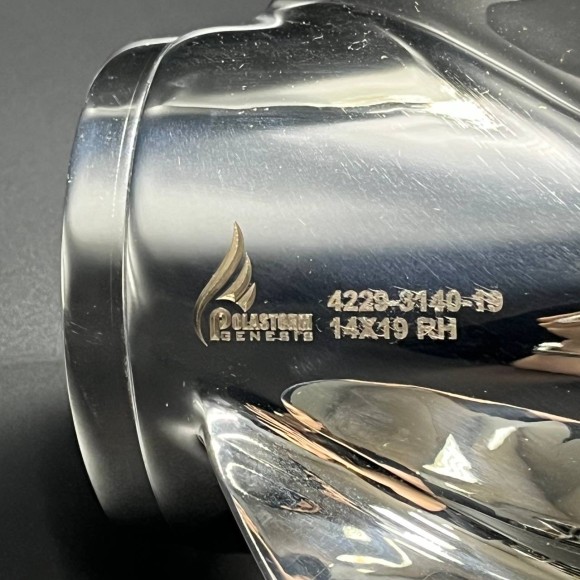 POLASTORM
GENESIS
4229-3140-19
14X19 RH